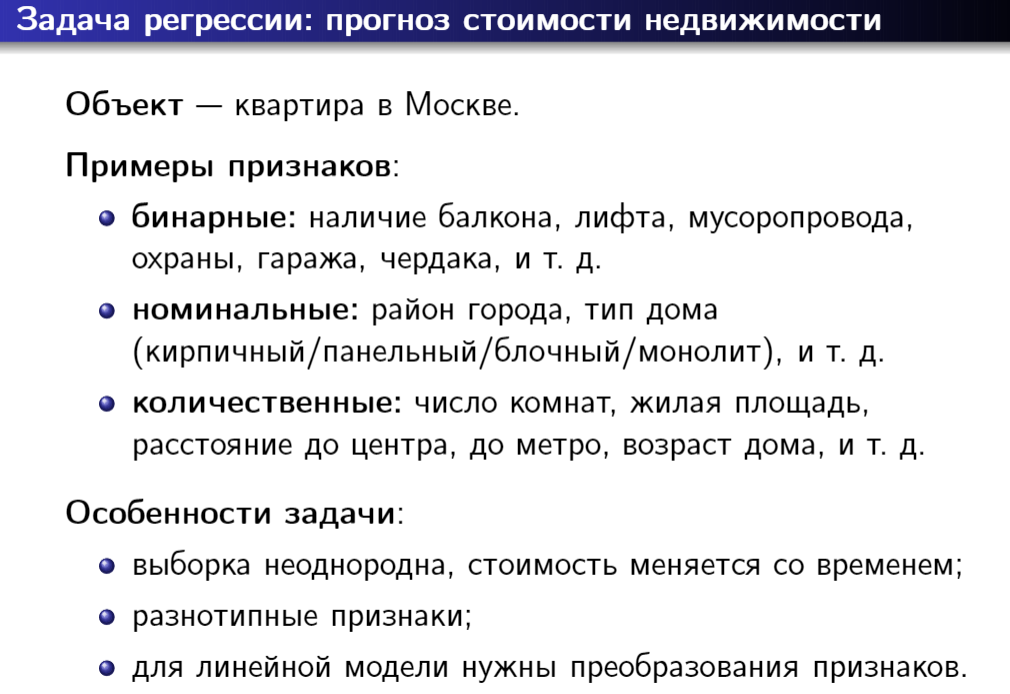 Задача регрессии: прогноз стоимости недвижимости
Объект — квартира в Москве.
Примеры признаков:
бинарные: наличие балкона, лифта, мусоропровода,
охраны, гаража, чердака, и т. д.
номинальные: район города, тип дома
(кирпичный/панельный/блочный/монолит), и т. д.
количественные: число комнат, жилая площадь,
расстояние до центра, до метро, возраст дома, и т. д.
Особенности задачи:
выборка неоднородна, стоимость меняется со временем;
разнотипные признаки;
для линейной модели нужны преобразования признаков.